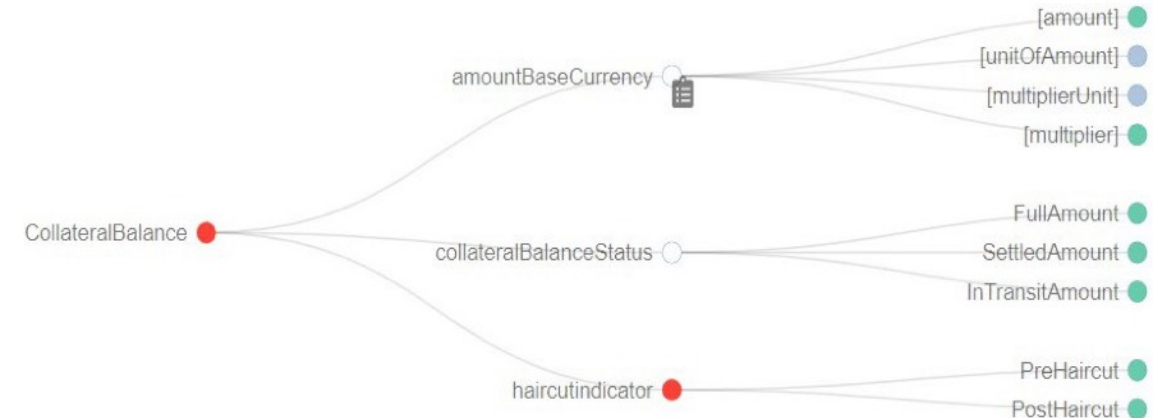 [amount]
[unitOfAmount]
amountBaseCurrency
[multiplierUnit]
[multiplier]
FullAmount
CollateralBalance
collateralBalanceStatus
SettledAmount
InTransitAmount
PreHaircut
haircutindicator
PostHaircut